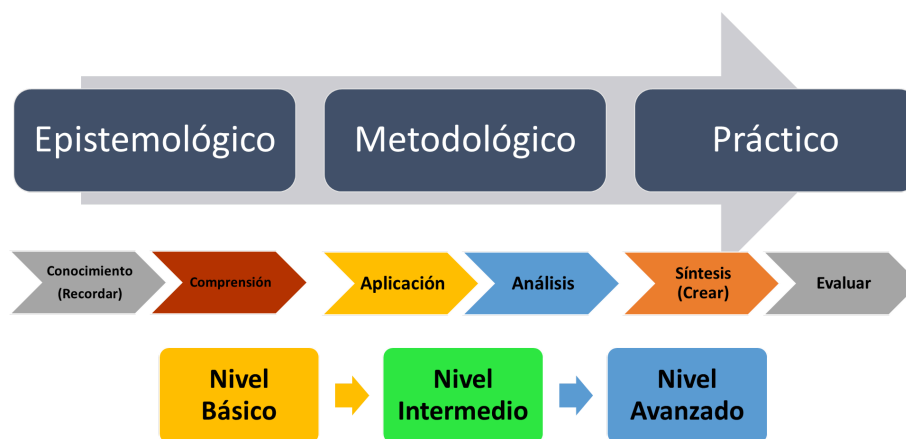 Epistemológico
Metodológico
Práctico
Conocimiento
(Recordar)
Comprensión
Aplicación
Análisis
Síntesis
(Crear)
Evaluar
Nivel
Básico
Nivel
Intermedio
Nivel
Avanzado